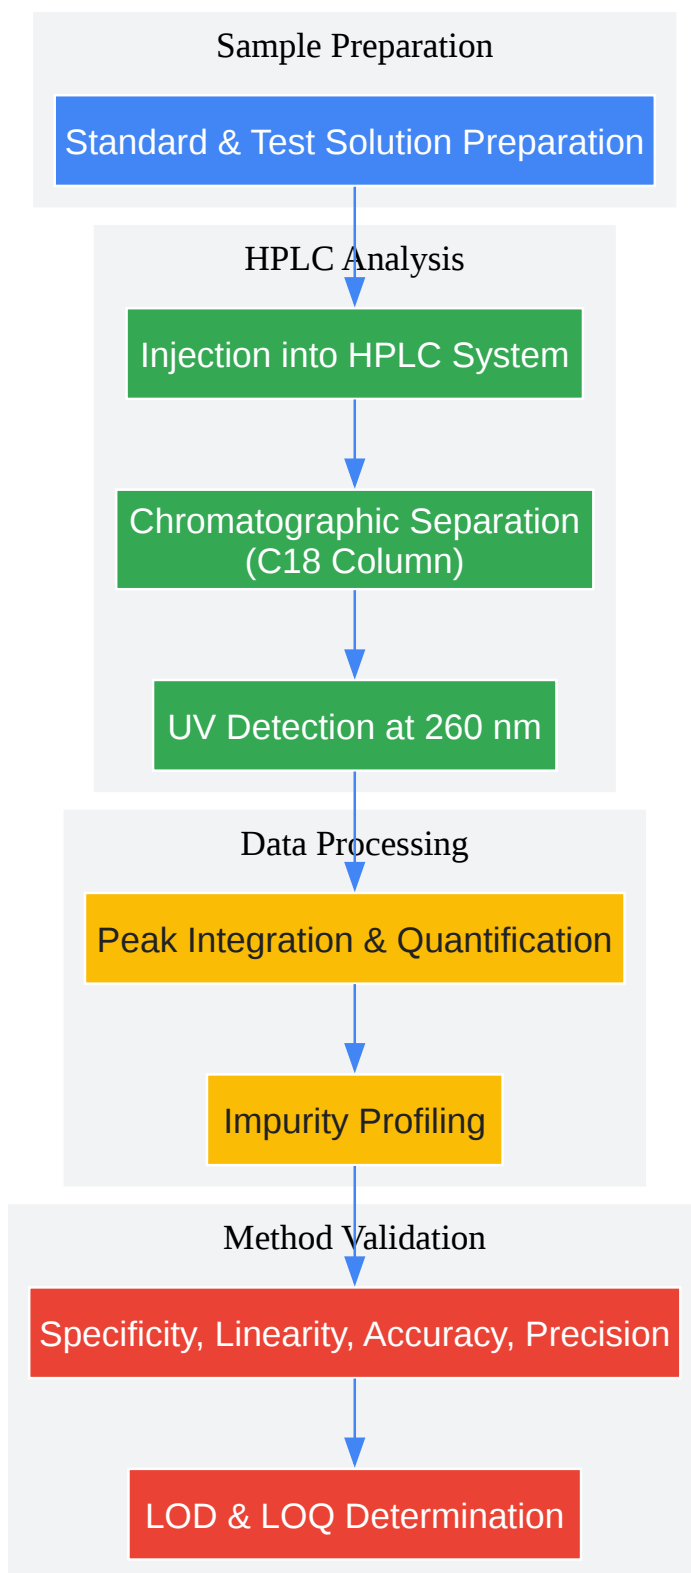 Sample Preparation
Standard & Test Solution Preparation
HPLC Analysis
Injection into HPLC System
Chromatographic Separation
(C18 Column)
UV Detection at 260 nm
Data Processing
Peak Integration & Quantification
Impurity Profiling
Method Validation
Specificity, Linearity, Accuracy, Precision
LOD & LOQ Determination